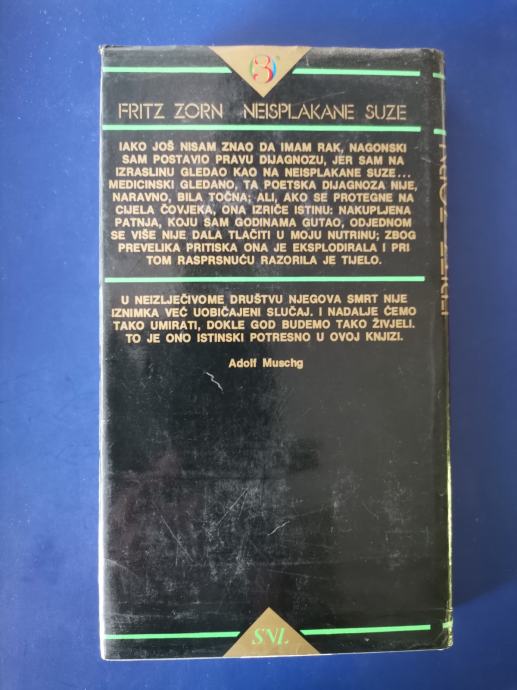 FRITZ ZORN NEISPLAKANE SUZE
IAKO JOŠ NISAM ZNAO DA IMAM RAK, NAGONSKI
SAM POSTAVIO PRAVU DIJAGNOZU, JER SAM NA
IZRASLINU GLEDAO KAO NA NEISPLAKANE SUZE...
MEDICINSKI GLEDANO, TA POETSKA DIJAGNOZA NIJE,
NARAVNO, BILA TOČNA; ALI, AKO SE PROTEGNE NA
CIJELA ČOVJEKA, ONA IZRIČE ISTINU: NAKUPLJENA
PATNJA, KOJU SAM GODINAMA GUTAO, ODJEDNOM
SE VIŠE NIJE DALA TLAČITI U MOJU NUTRINU; ZBOG
PREVELIKA PRITISKA ONA JE EKSPLODIRALA I PRI
TOM RASPRSNUĆU RAZORILA JE TIJELO.
U NEIZLJEČIVOME DRUŠTVU NJEGOVA SMRT NIJE
IZNIMKA VEĆ UOBIČAJENI SLUČAJ. I NADALJE ĆEMO
TAKO UMIRATI, DOKLE GOD BUDEMO TAKO ŽIVJELI.
TO JE ONO ISTINSKI POTRESNO U OVOJ KNJIZI.
Adolf Muschg
SNL
FRITZ ZORN